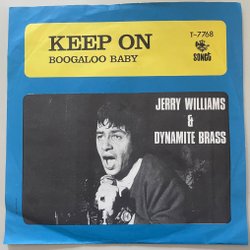 KEEP ON
BOOGALOO BABY
T-7768
SONET
JERRY WILLIAMS
&
DYNAMITE BRASS